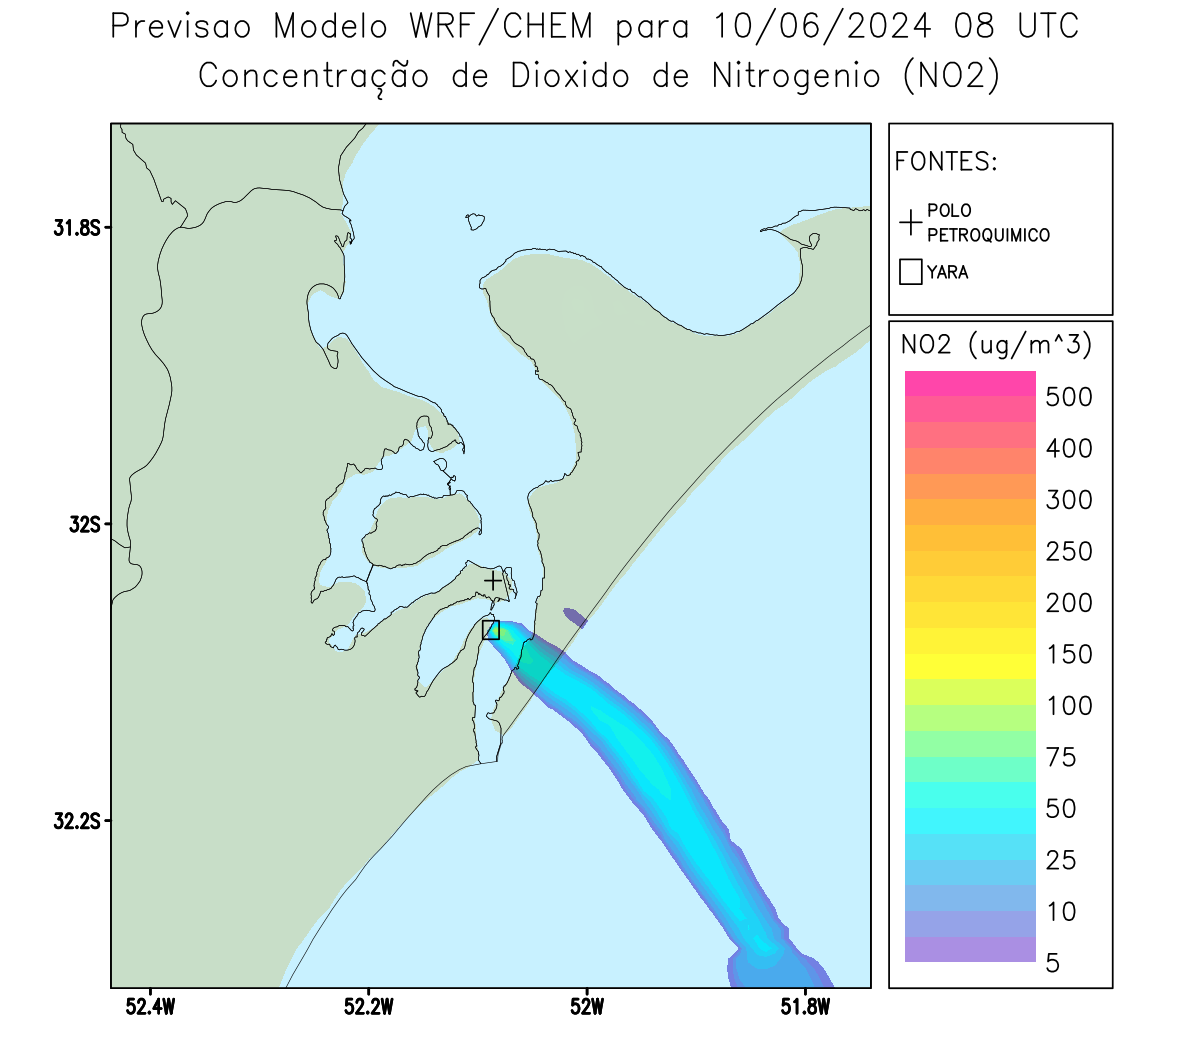 Previsao Modelo WRF/CHEM para 10/06/2024 08 UTC
Concentração de Dioxido de Nitrogenio (NO2)
FONTES:
POLO
PETROQUIMICO
YARA
NO2 (ug/m^3)
500
400
300
250
200
150
100
75
50
25
10
5
31.8S
32S
32.2S
52.4W
52.2W
52W
51.8W